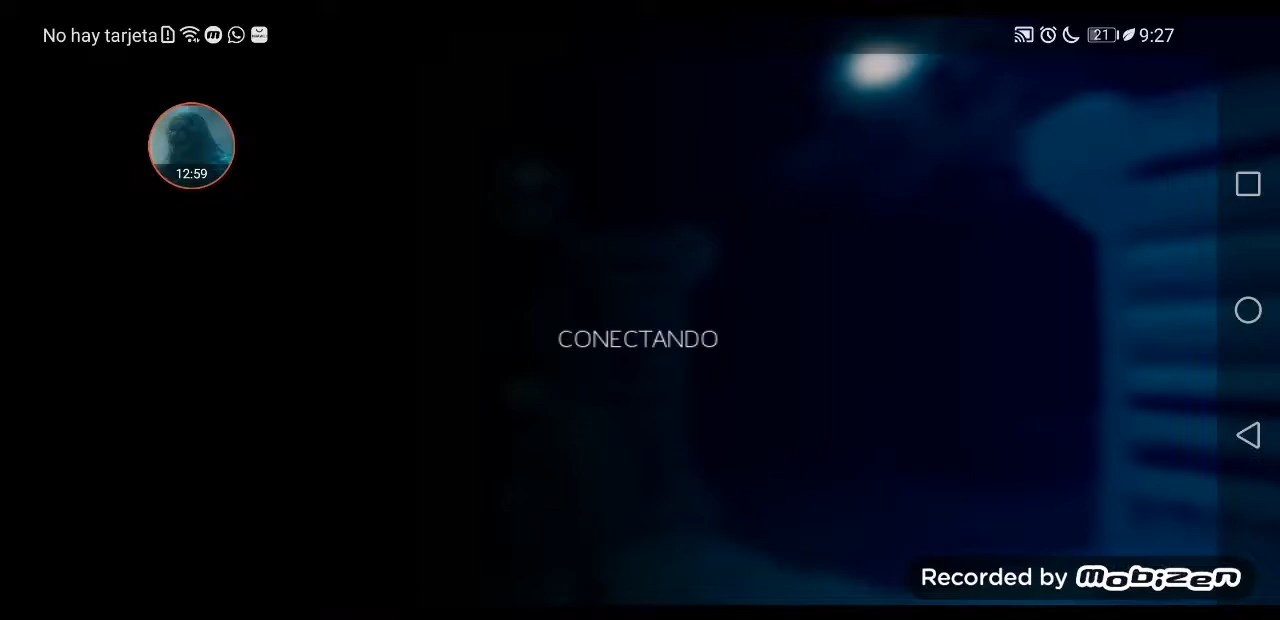 No hay tarjeta
21 9:27
12:59
CONECTANDO
Recorded by mobizen